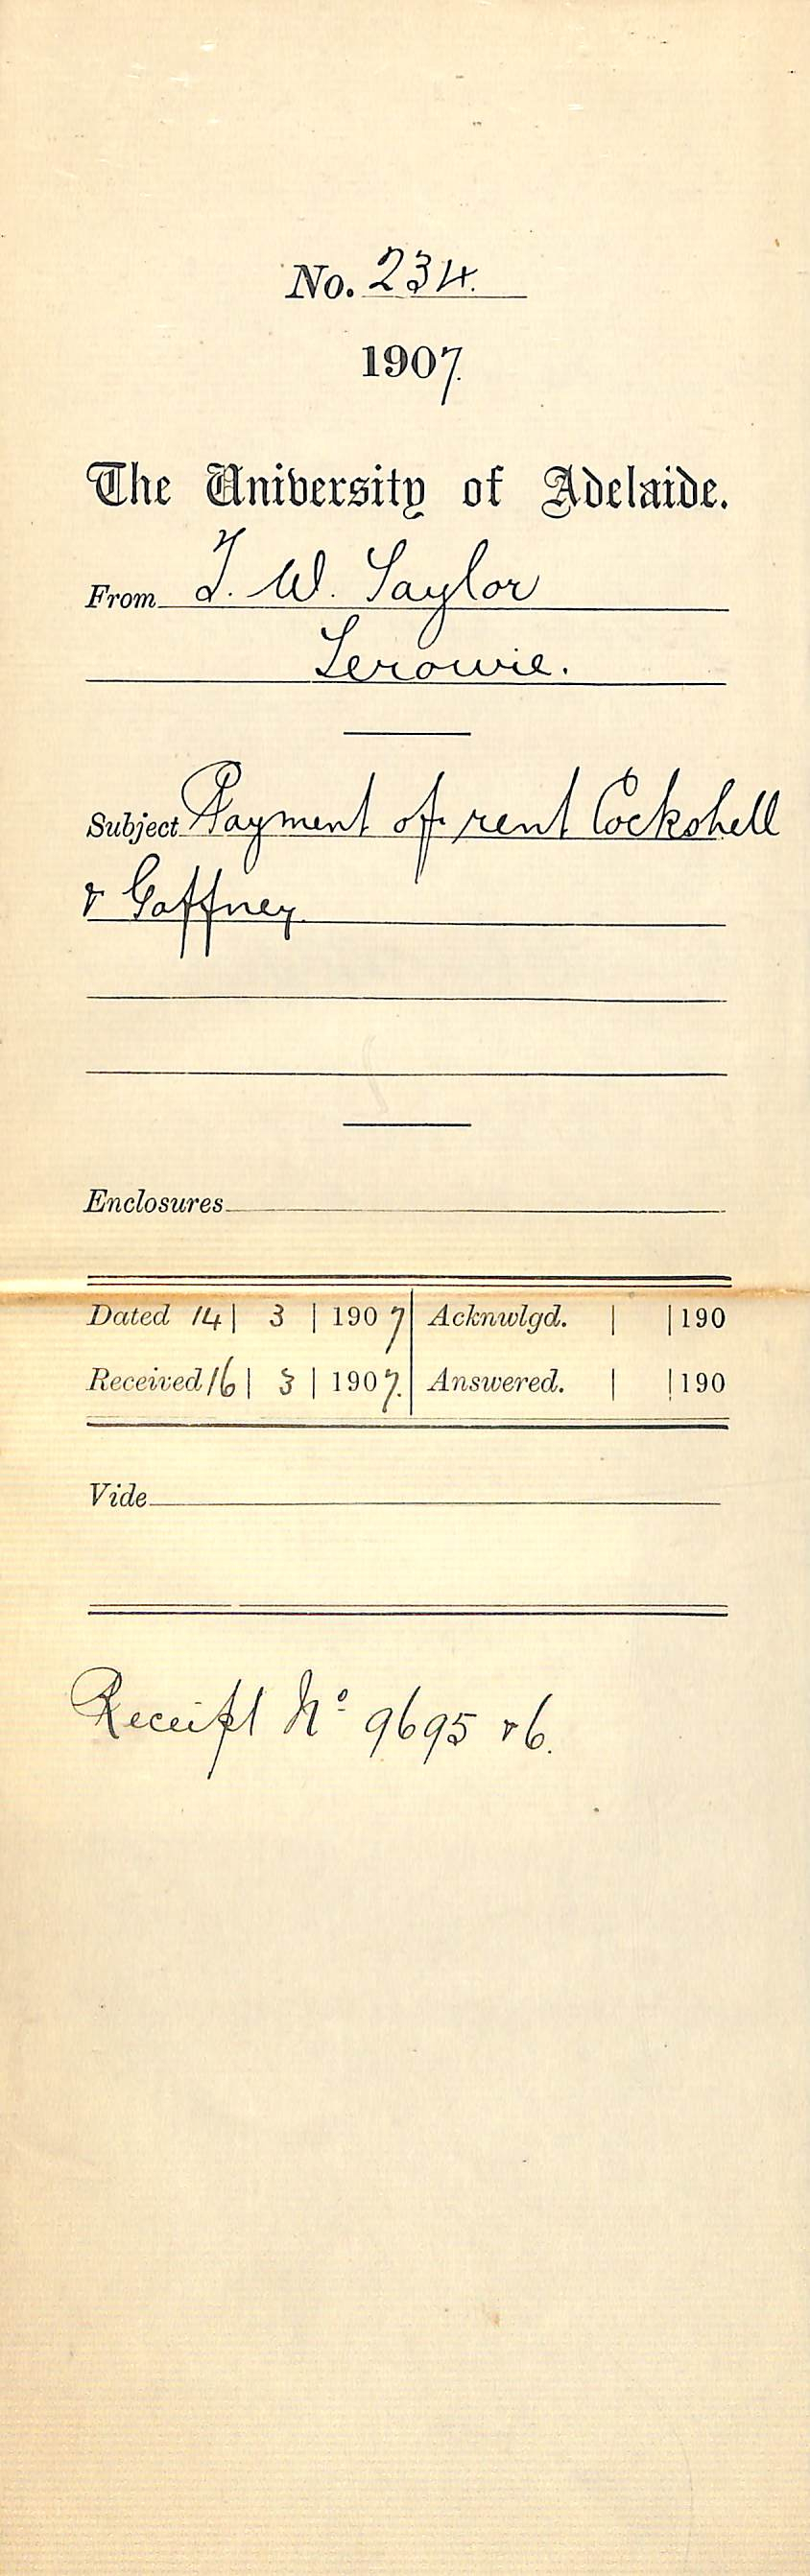 No. 234.
1907.
The University of Adelaide.
From T. W. Taylor
Terowie.
Subject Payment of rent Cockshell
& Gaffney.
Enclosures
Dated 14 | 3 | 1907 Acknwlgd. | | 190
Received 16 | 3 | 1907. Answered. | | 190
Vide
Receipt No 9695 & 6.